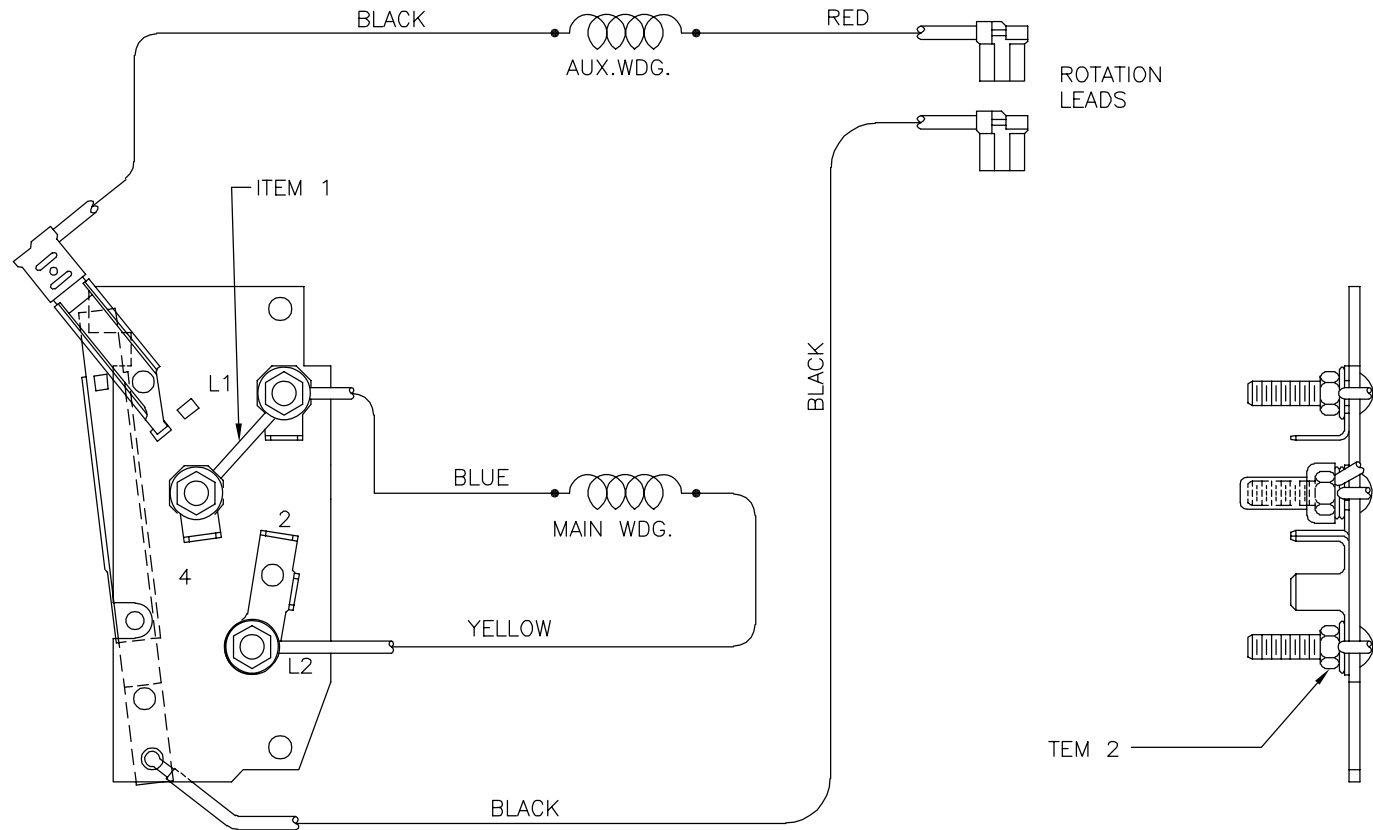 BLACK
RED
AUX.WDG.
ROTATION
LEADS
ITEM 1
L1
BLACK
BLUE
MAIN WDG.
2
4
YELLOW
L2
TEM 2
BLACK